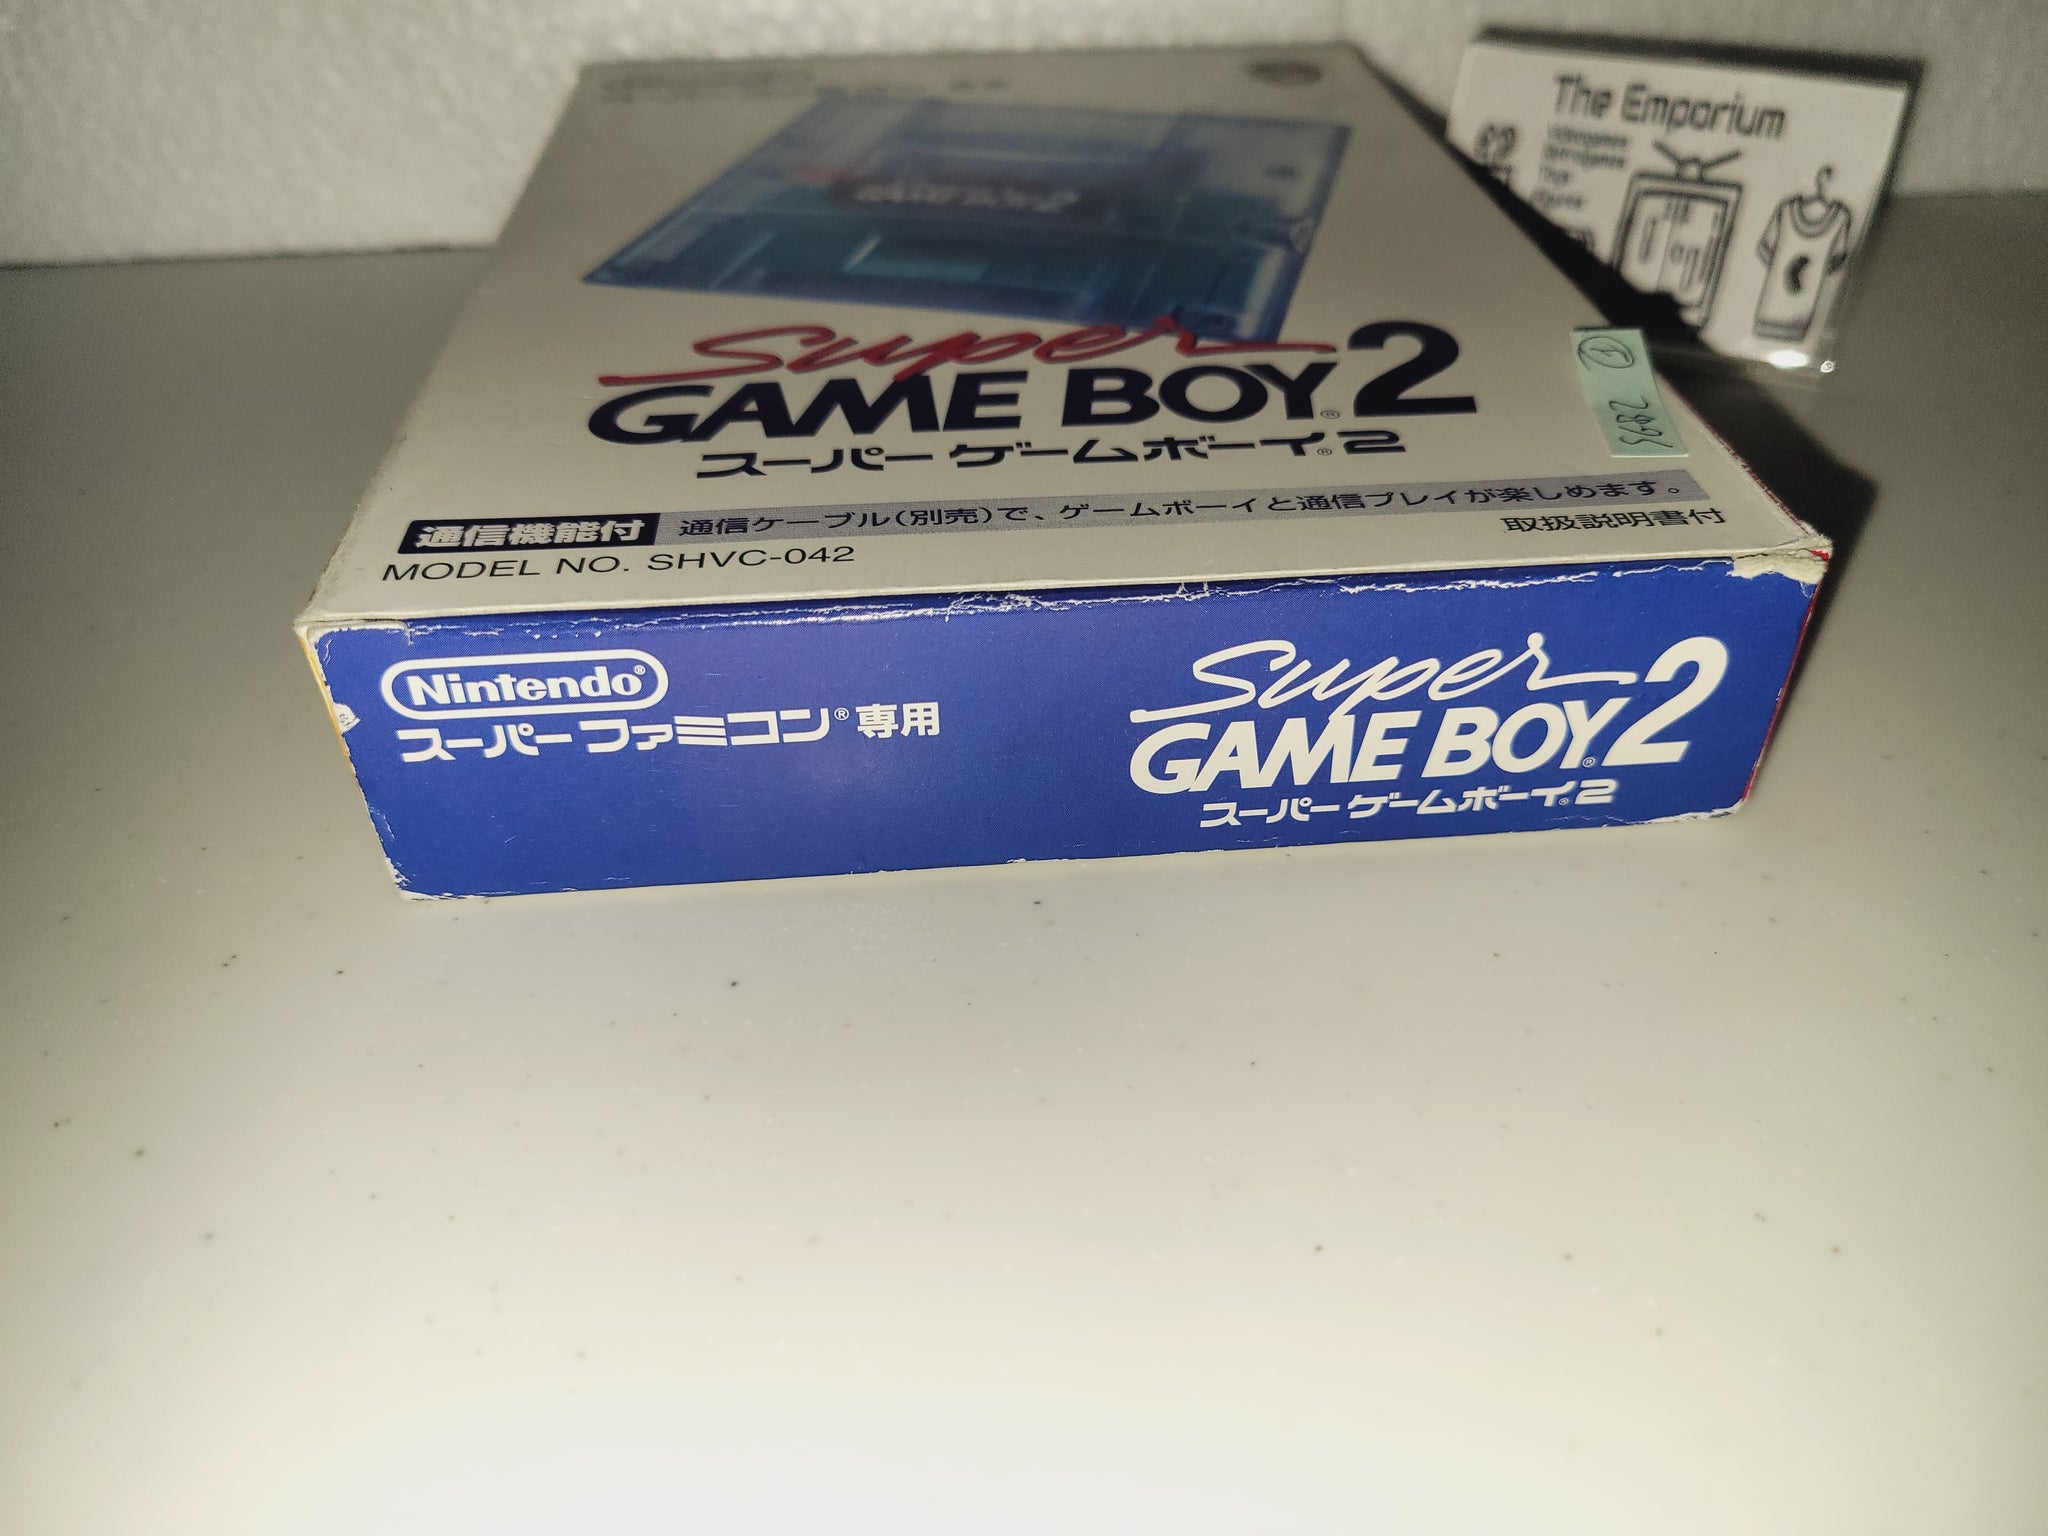 The Emporium
Super
GAME BOY®2
スーパーゲームボーイ®2
通信機能付 通信ケーブル(別売)で、ゲームボーイと通信プレイが楽しめます。
MODEL NO. SHVC-042
取扱説明書付
Nintendo®
スーパーファミコン®専用
Super
GAME BOY®2
スーパーゲームボーイ®2